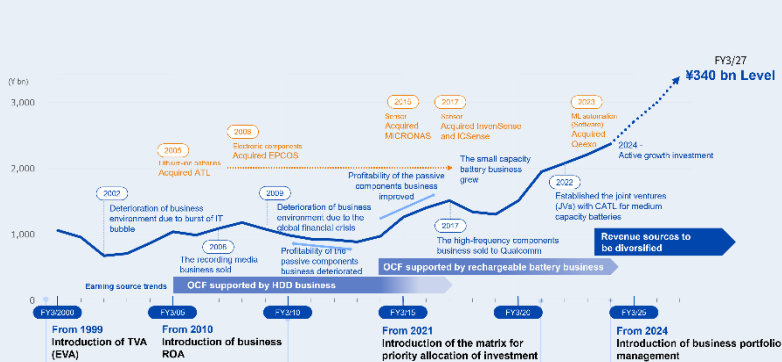 FY3/27
¥340 bn Level
(¥ bn)
3,000
2,000
1,000
0
2015
Sensor
Acquired
MICRONAS
2017
Sensor
Acquired InvenSense
and ICSense
2023
ML automation
(Software)
Acquired
Qeexo
2008
Electronic components
Acquired EPCOS
2005
Lithium-ion batteries
Acquired ATL
2024 -
Active growth investment
The small capacity
battery business
grew
Profitability of the passive
components business
improved
2002
Deterioration of business
environment due to burst of IT
bubble
2009
Deterioration of business
environment due to the
global financial crisis
2022
Established the joint ventures
(JVs) with CATL for medium
capacity batteries
2017
The high-frequency components
business sold to Qualcomm
The recording media
business sold
Profitability of the
passive components
business deteriorated
Revenue sources to
be diversified
OCF supported by rechargeable battery business
Earning source trends
OCF supported by HDD business
FY3/2000
FY3/05
FY3/10
FY3/15
FY3/20
FY3/25
From 1999
Introduction of TVA
(EVA)
From 2010
Introduction of business
ROA
From 2021
Introduction of the matrix for
priority allocation of investment
From 2024
Introduction of business portfolio
management